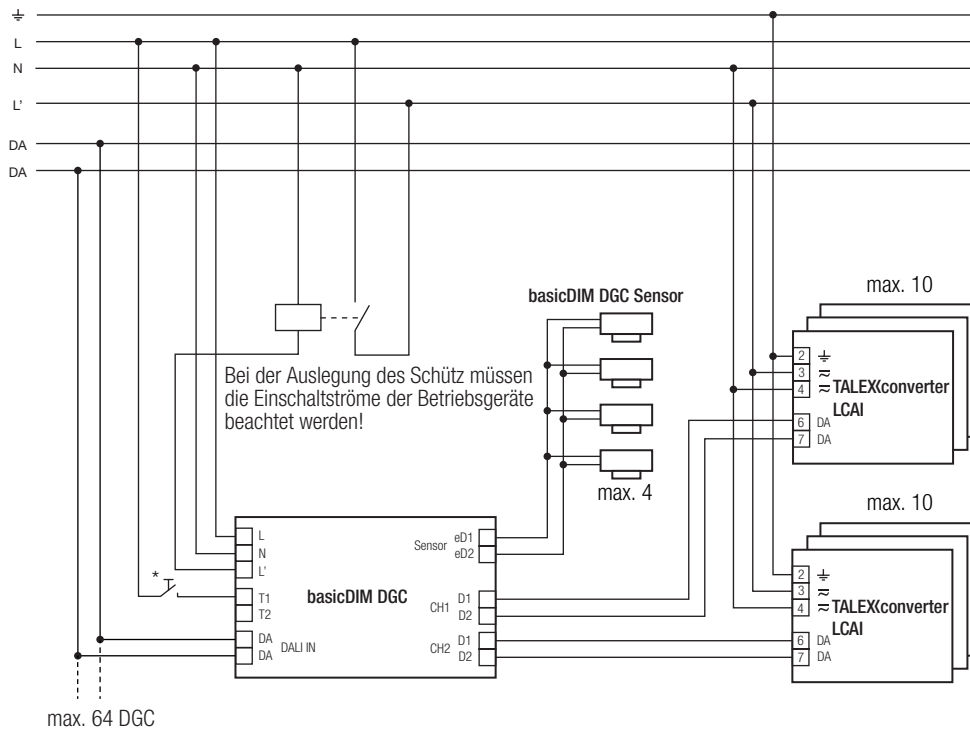 ⏚
L
N
L'
DA
DA
max. 10
basicDIM DGC Sensor
2 ⏚
3
4
TALEXXconverter
LCAI
6 DA
7 DA
Bei der Auslegung des Schütz müssen
die Einschaltströme der Betriebsgeräte
beachtet werden!
max. 4
max. 10
L
N
L'
*
T1
T2
DA
DA
DALI IN
basicDIM DGC
Sensor
eD1
eD2
CH1
D1
D2
CH2
D1
D2
2 ⏚
3
4
TALEXXconverter
LCAI
6 DA
7 DA
max. 64 DGC